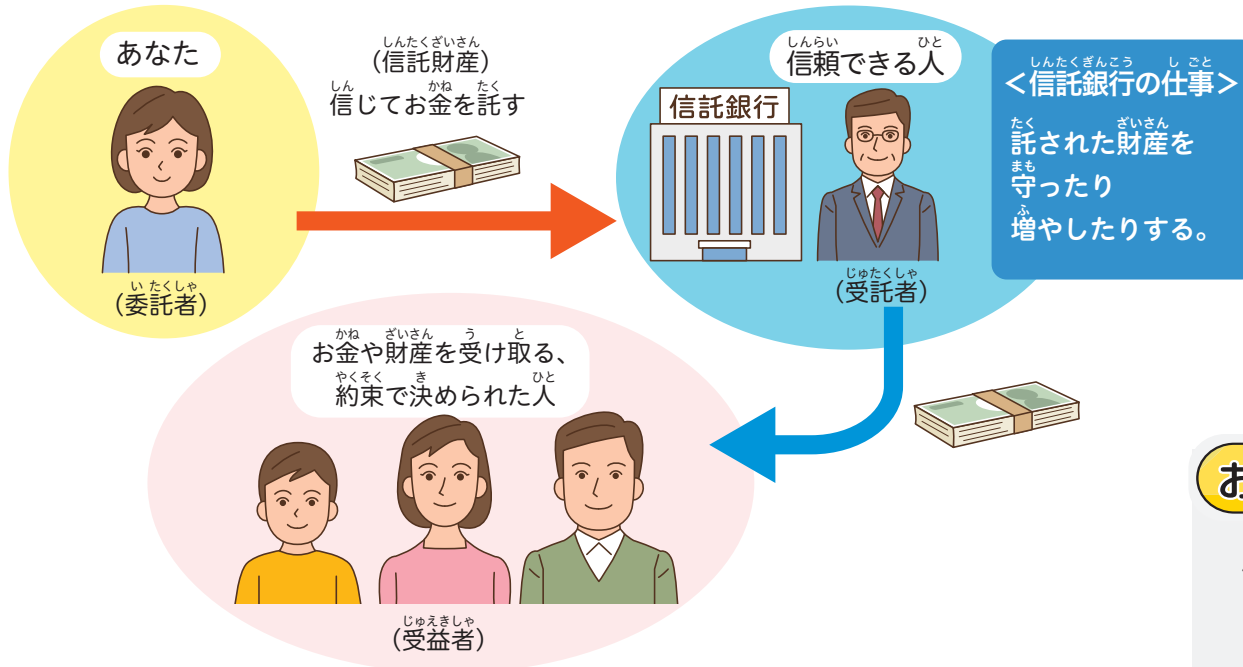 あなた
(委託者)
(信託財産)
信じてお金を託す
信頼できる人
信託銀行
(受託者)
＜信託銀行の仕事＞
託された財産を
守ったり
増やしたりする。
お金や財産を受け取る、
約束で決められた人
(受益者)
お